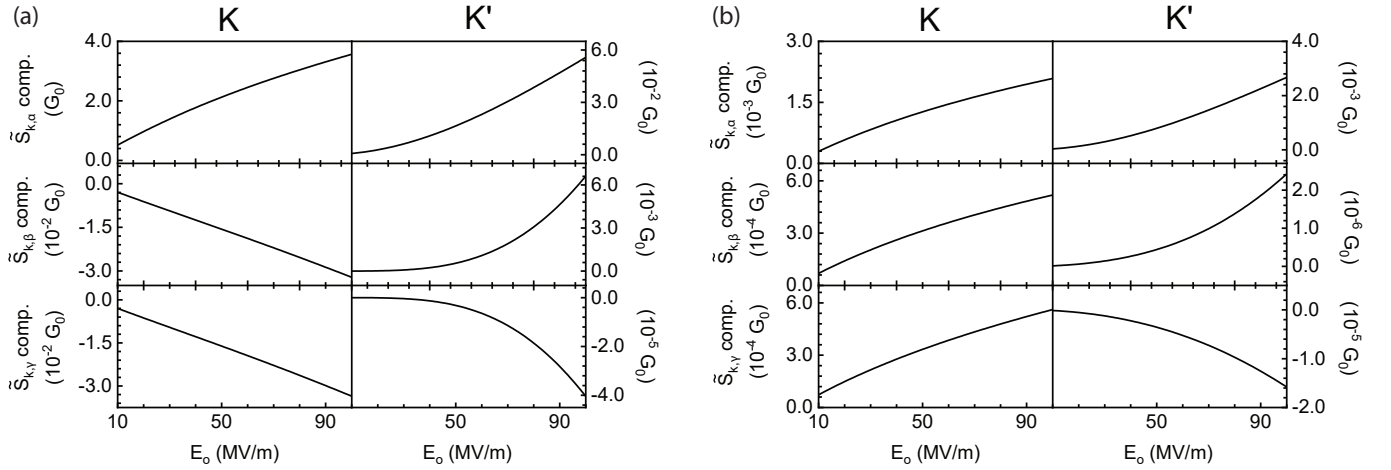 (a)
K
K'
S̃k,α comp.
(G0)
4.0
2.0
0.0
6.0
3.0
0.0
(10-2 G0)
S̃k,β comp.
(10-2 G0)
0.0
-1.5
-3.0
6.0
3.0
0.0
(10-3 G0)
S̃k,γ comp.
(10-2 G0)
0.0
-1.5
-3.0
0.0
-2.0
-4.0
(10-5 G0)
10
50
90
50
90
Eo (MV/m)
Eo (MV/m)
(b)
K
K'
S̃k,α comp.
(10-3 G0)
3.0
1.5
0.0
4.0
2.0
0.0
(10-3 G0)
S̃k,β comp.
(10-4 G0)
6.0
3.0
0.0
2.0
1.0
0.0
(10-6 G0)
S̃k,γ comp.
(10-4 G0)
6.0
3.0
0.0
0.0
-1.0
-2.0
(10-5 G0)
10
50
90
50
90
Eo (MV/m)
Eo (MV/m)